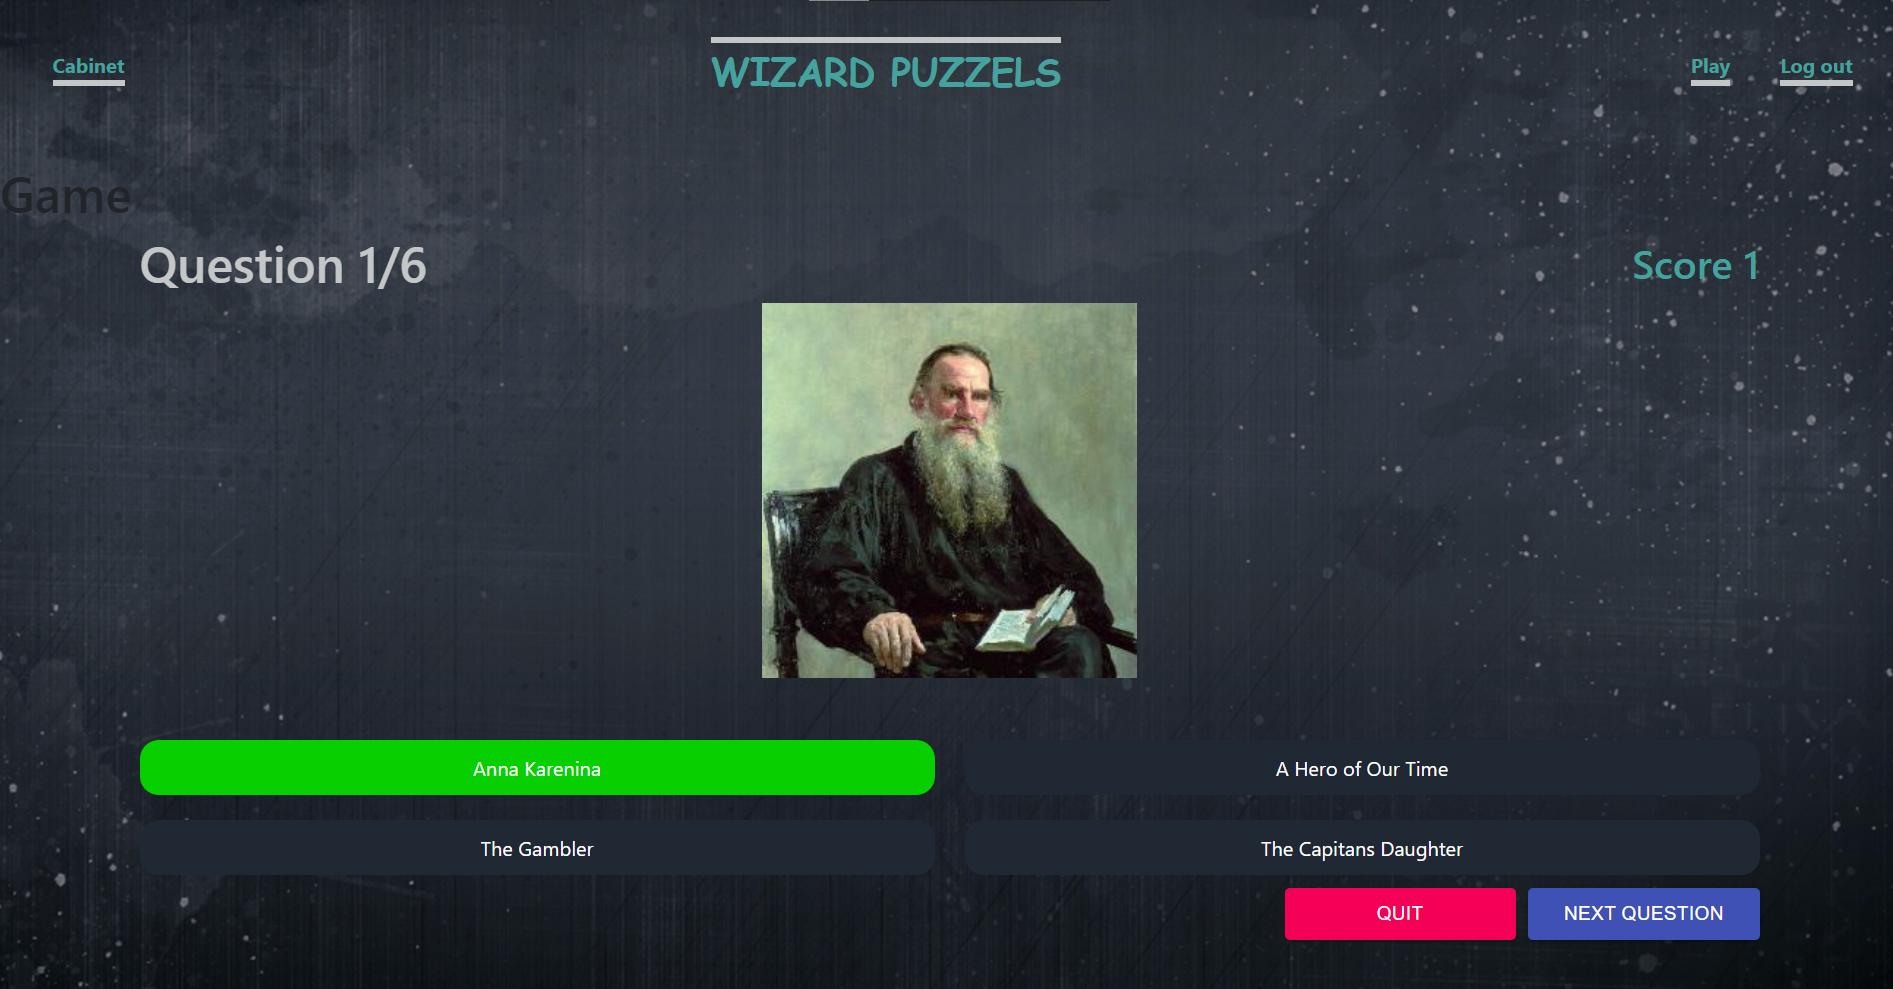 Cabinet
WIZARD PUZZELS
Play
Log out
Game
Question 1/6
Score 1
Anna Karenina
A Hero of Our Time
The Gambler
The Capitans Daughter
QUIT
NEXT QUESTION